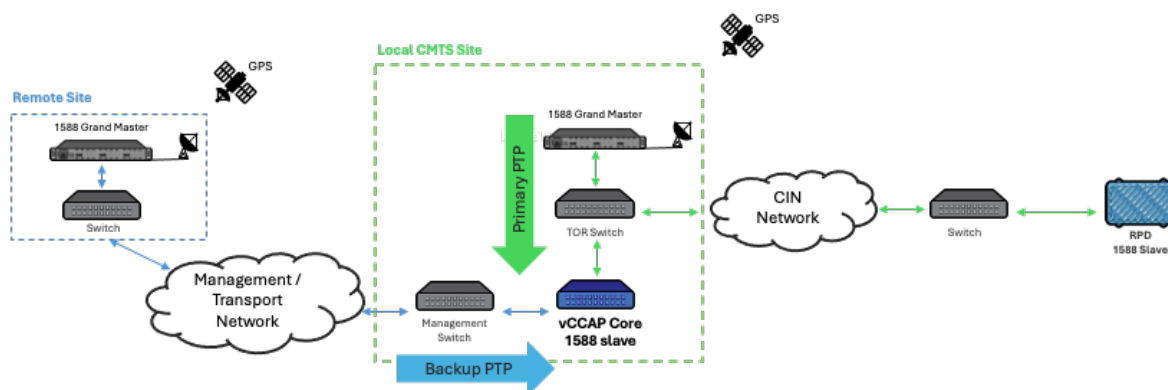 GPS
Local CMTS Site
GPS
Remote Site
1588 Grand Master
1588 Grand Master
Primary PTP
CIN
Network
Switch
TOR Switch
Switch
RPD
1588 Slave
Management /
Transport
Network
Management
Switch
vCCAP Core
1588 slave
Backup PTP